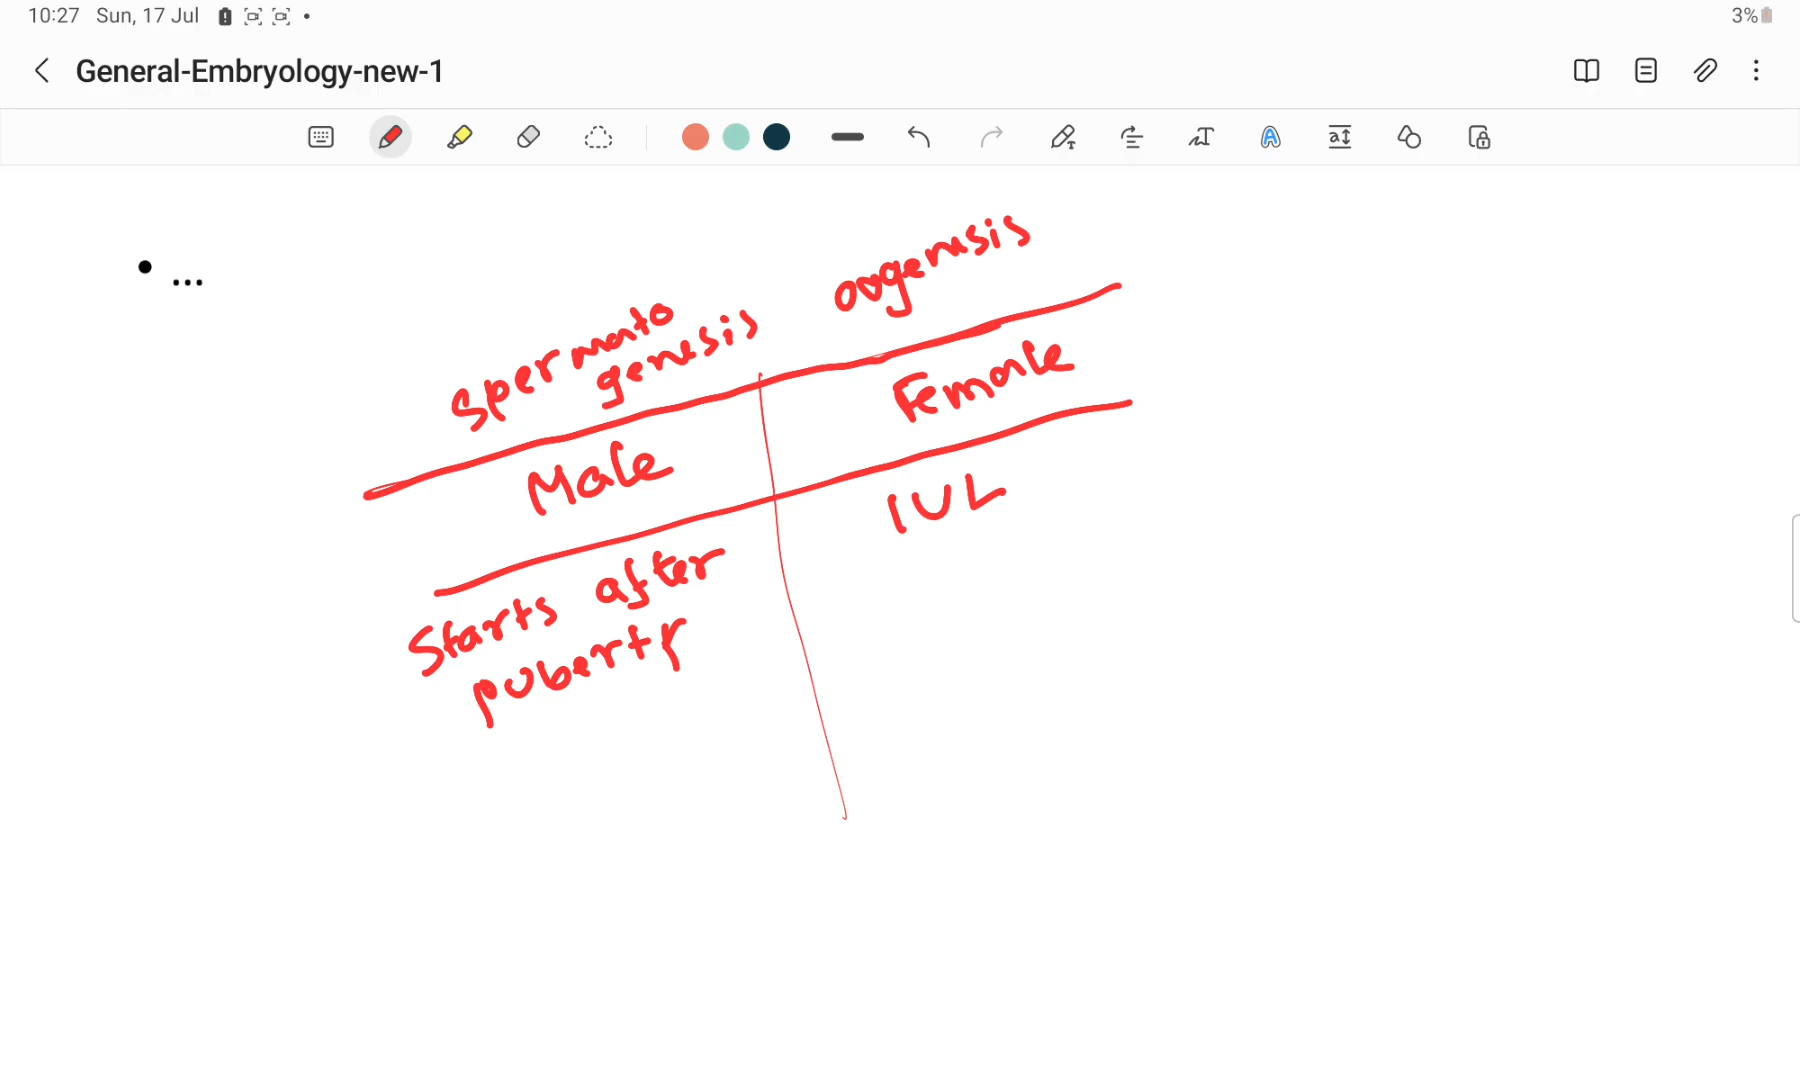 10:27 Sun, 17 Jul
3%
General-Embryology-new-1
...
spermato
genesis
oogenesis
Male
Female
Starts after
puberty
IUL